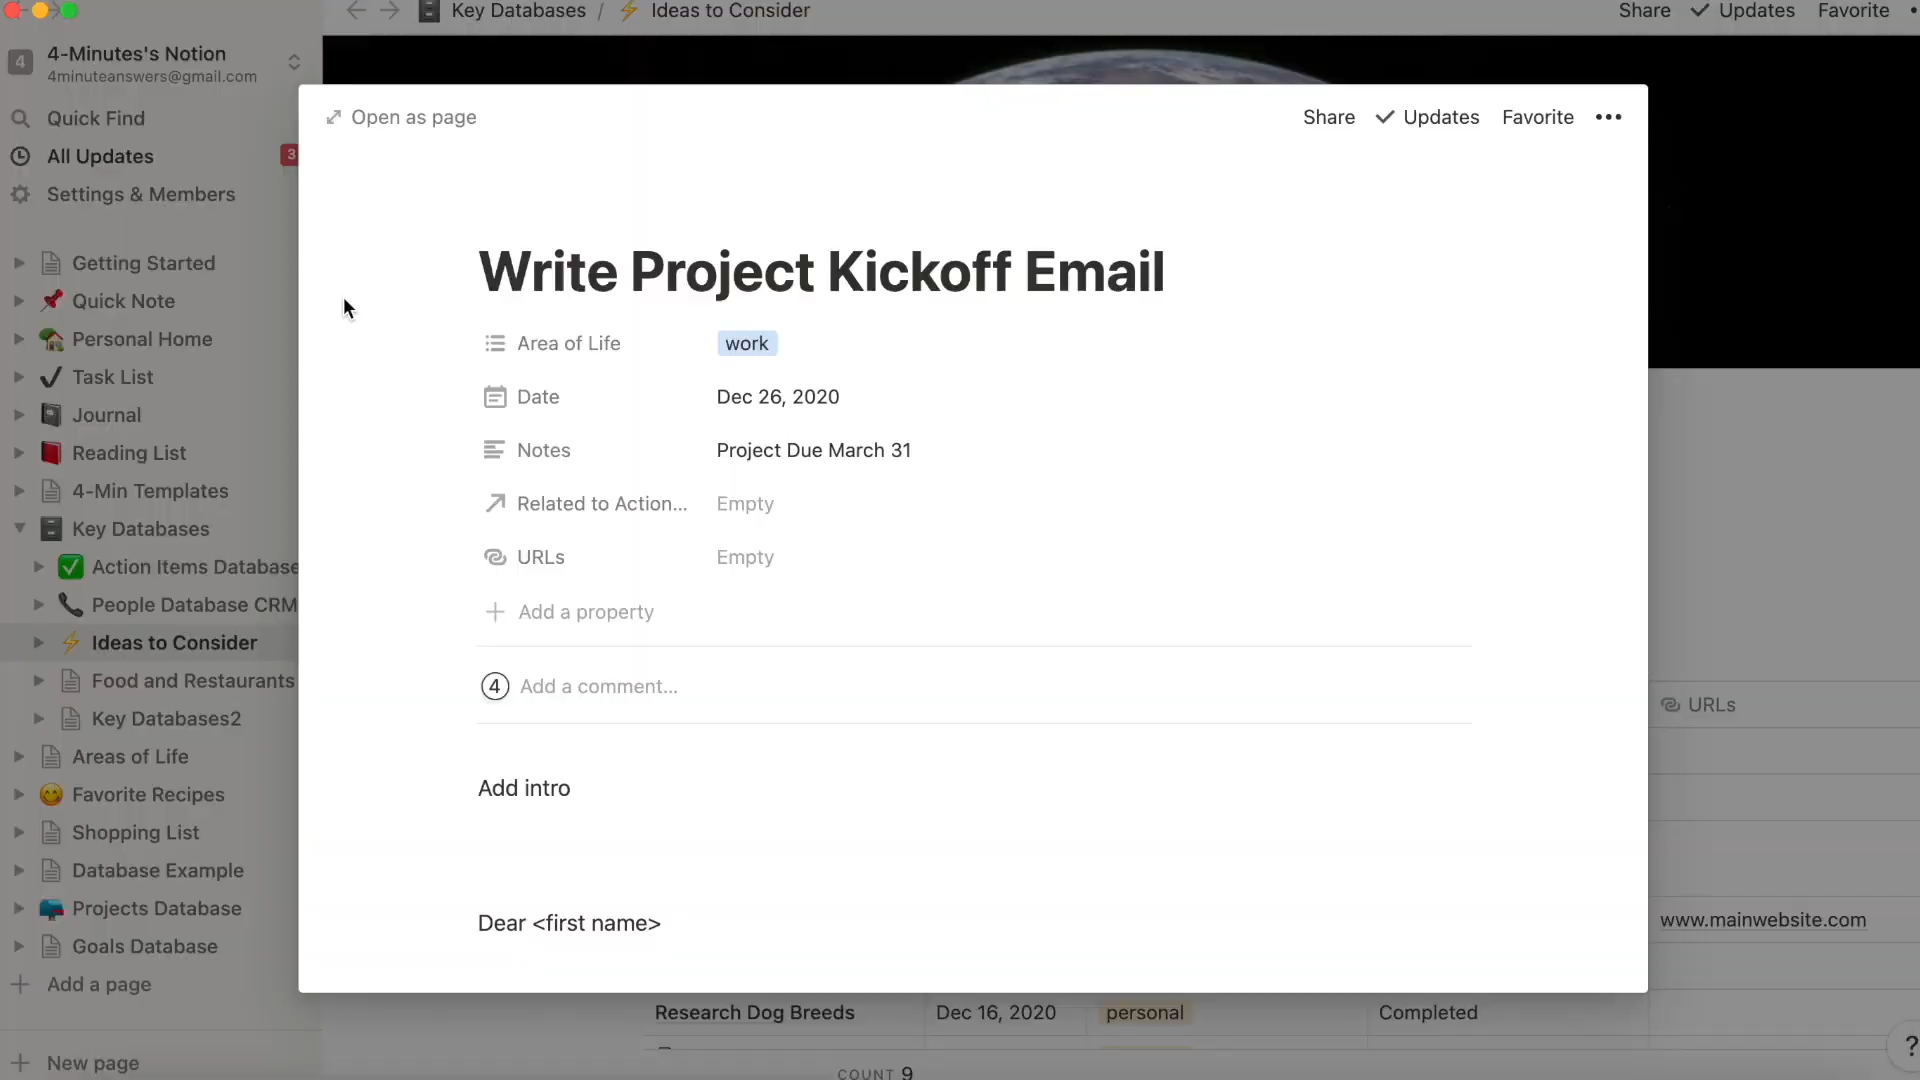 Key Databases / Ideas to Consider
Share Updates Favorite
4 4-Minutes's Notion
4minuteanswers@gmail.com
Quick Find
All Updates 3
Settings & Members
Getting Started
Quick Note
Personal Home
Task List
Journal
Reading List
4-Min Templates
Key Databases
Action Items Database
People Database CRM
Ideas to Consider
Food and Restaurants
Key Databases2
Areas of Life
Favorite Recipes
Shopping List
Database Example
Projects Database
Goals Database
Add a page
New page
Open as page
Share Updates Favorite •••
Write Project Kickoff Email
Area of Life work
Date Dec 26, 2020
Notes Project Due March 31
Related to Action... Empty
URLs Empty
Add a property
4 Add a comment...
Add intro
Dear <first name>
URLs
www.mainwebsite.com
Research Dog Breeds Dec 16, 2020 personal Completed
COUNT 9
?